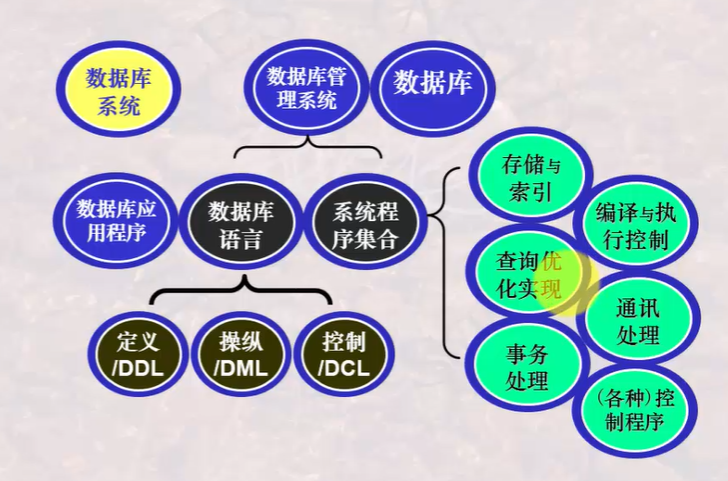 数据库
系统
数据库管
理系统
数据库
数据库应
用程序
数据库
语言
系统程
序集合
定义
/DDL
操纵
/DML
控制
/DCL
存储与
索引
编译与执
行控制
查询优
化实现
通讯
处理
事务
处理
(各种)控
制程序